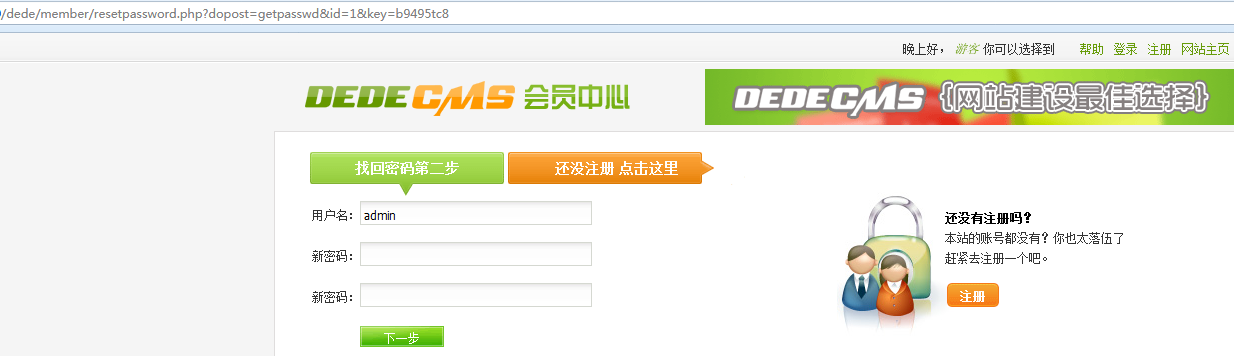 /dede/member/resetpassword.php?dopost=getpasswd&id=1&key=b9495tc8
晚上好， 游客 你可以选择到 帮助 登录 注册 网站主页
DEDECMS 会员中心
DEDECMS {网站建设最佳选择}
找回密码第二步
还没注册 点击这里
用户名： admin
新密码：
新密码：
下一步
还没有注册吗？
本站的账号都没有？你也太落伍了
赶紧去注册一个吧。
注册